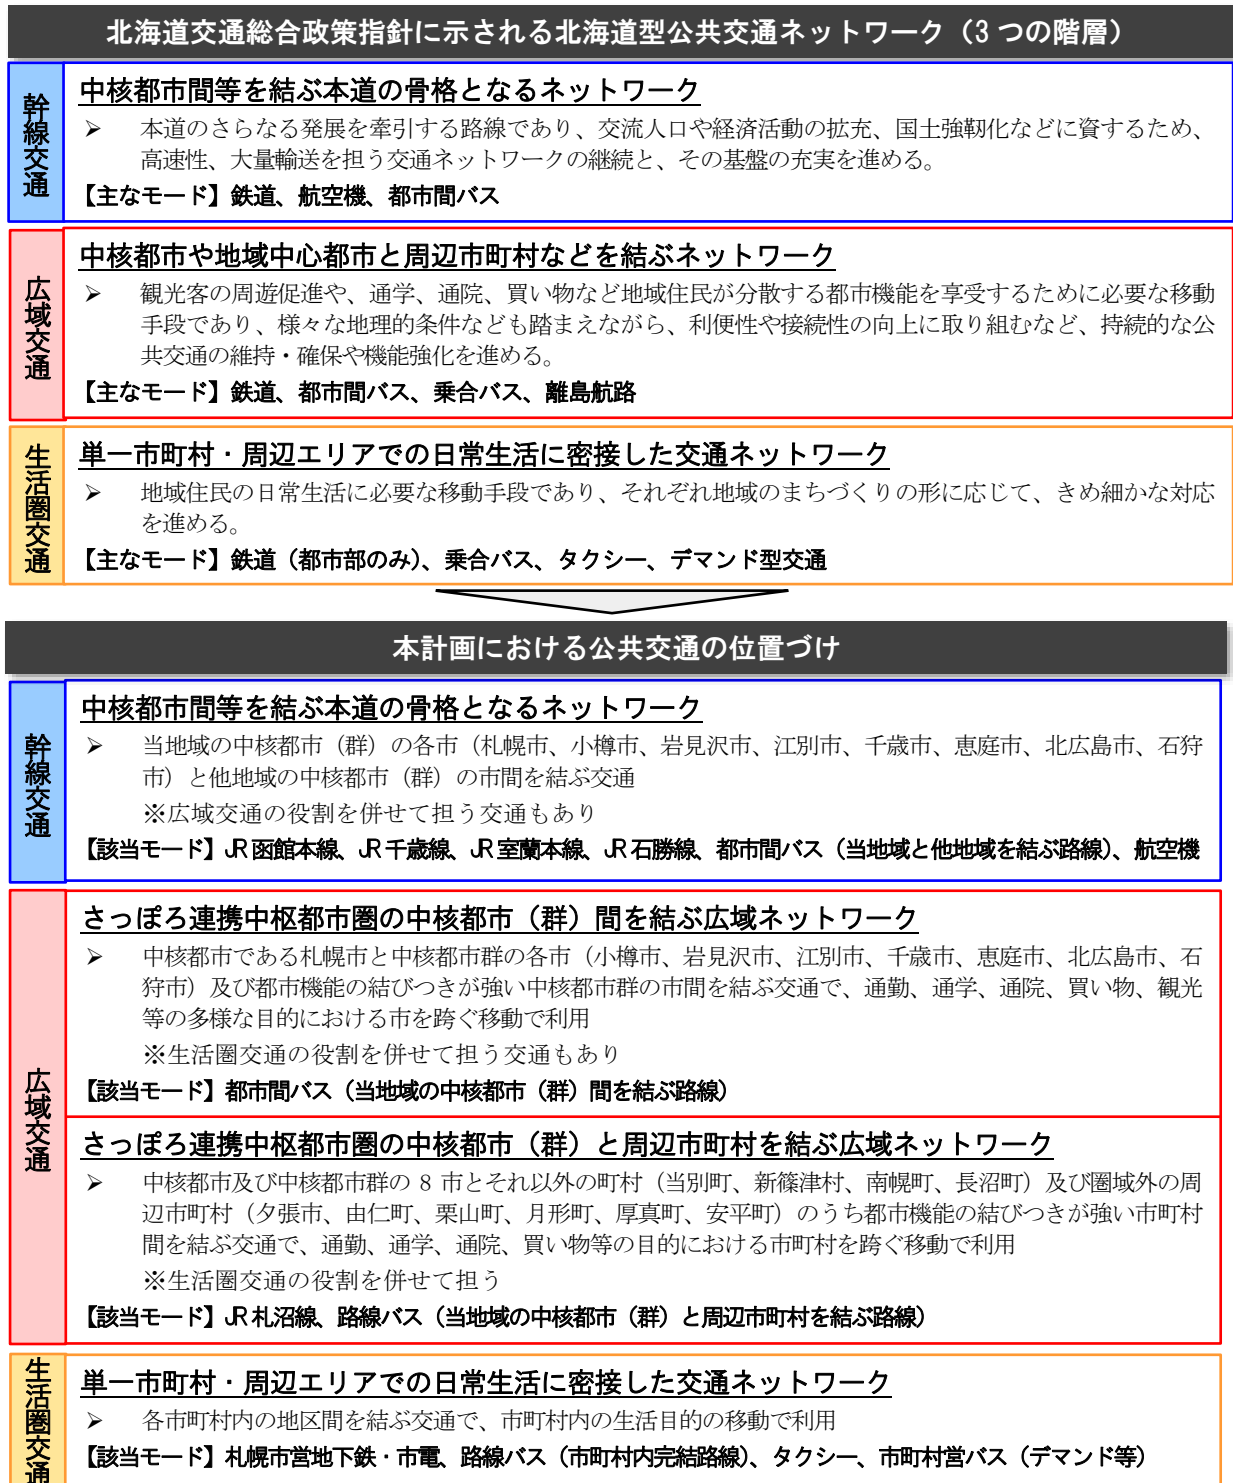 北海道交通総合政策指針に示される北海道型公共交通ネットワーク（3 つの階層）
幹線交通
中核都市間等を結ぶ本道の骨格となるネットワーク
➢ 本道のさらなる発展を牽引する路線であり、交流人口や経済活動の拡充、国土強靭化などに資するため、
高速性、大量輸送を担う交通ネットワークの継続と、その基盤の充実を進める。
【主なモード】鉄道、航空機、都市間バス
広域交通
中核都市や地域中心都市と周辺市町村などを結ぶネットワーク
➢ 観光客の周遊促進や、通学、通院、買い物など地域住民が分散する都市機能を享受するために必要な移動
手段であり、様々な地理的条件なども踏まえながら、利便性や接続性の向上に取り組むなど、持続的な公
共交通の維持・確保や機能強化を進める。
【主なモード】鉄道、都市間バス、乗合バス、離島航路
生活圏交通
単一市町村・周辺エリアでの日常生活に密接した交通ネットワーク
➢ 地域住民の日常生活に必要な移動手段であり、それぞれ地域のまちづくりの形に応じて、きめ細かな対応
を進める。
【主なモード】鉄道（都市部のみ）、乗合バス、タクシー、デマンド型交通
本計画における公共交通の位置づけ
幹線交通
中核都市間等を結ぶ本道の骨格となるネットワーク
➢ 当地域の中核都市（群）の各市（札幌市、小樽市、岩見沢市、江別市、千歳市、恵庭市、北広島市、石狩
市）と他地域の中核都市（群）の市間を結ぶ交通
※広域交通の役割を併せて担う交通もあり
【該当モード】JR函館本線、JR千歳線、JR室蘭本線、JR石勝線、都市間バス（当地域と他地域を結ぶ路線）、航空機
広域交通
さっぽろ連携中枢都市圏の中核都市（群）間を結ぶ広域ネットワーク
➢ 中核都市である札幌市と中核都市群の各市（小樽市、岩見沢市、江別市、千歳市、恵庭市、北広島市、石
狩市）及び都市機能の結びつきが強い中核都市群の市間を結ぶ交通で、通勤、通学、通院、買い物、観光
等の多様な目的における市を跨ぐ移動で利用
※生活圏交通の役割を併せて担う交通もあり
【該当モード】都市間バス（当地域の中核都市（群）間を結ぶ路線）
さっぽろ連携中枢都市圏の中核都市（群）と周辺市町村を結ぶ広域ネットワーク
➢ 中核都市及び中核都市群の 8 市とそれ以外の町村（当別町、新篠津村、南幌町、長沼町）及び圏域外の周
辺市町村（夕張市、由仁町、栗山町、月形町、厚真町、安平町）のうち都市機能の結びつきが強い市町村
間を結ぶ交通で、通勤、通学、通院、買い物等の目的における市町村を跨ぐ移動で利用
※生活圏交通の役割を併せて担う
【該当モード】JR札沼線、路線バス（当地域の中核都市（群）と周辺市町村を結ぶ路線）
生活圏交通
単一市町村・周辺エリアでの日常生活に密接した交通ネットワーク
➢ 各市町村内の地区間を結ぶ交通で、市町村内の生活目的の移動で利用
【該当モード】札幌市営地下鉄・市電、路線バス（市町村内完結路線）、タクシー、市町村営バス（デマンド等）